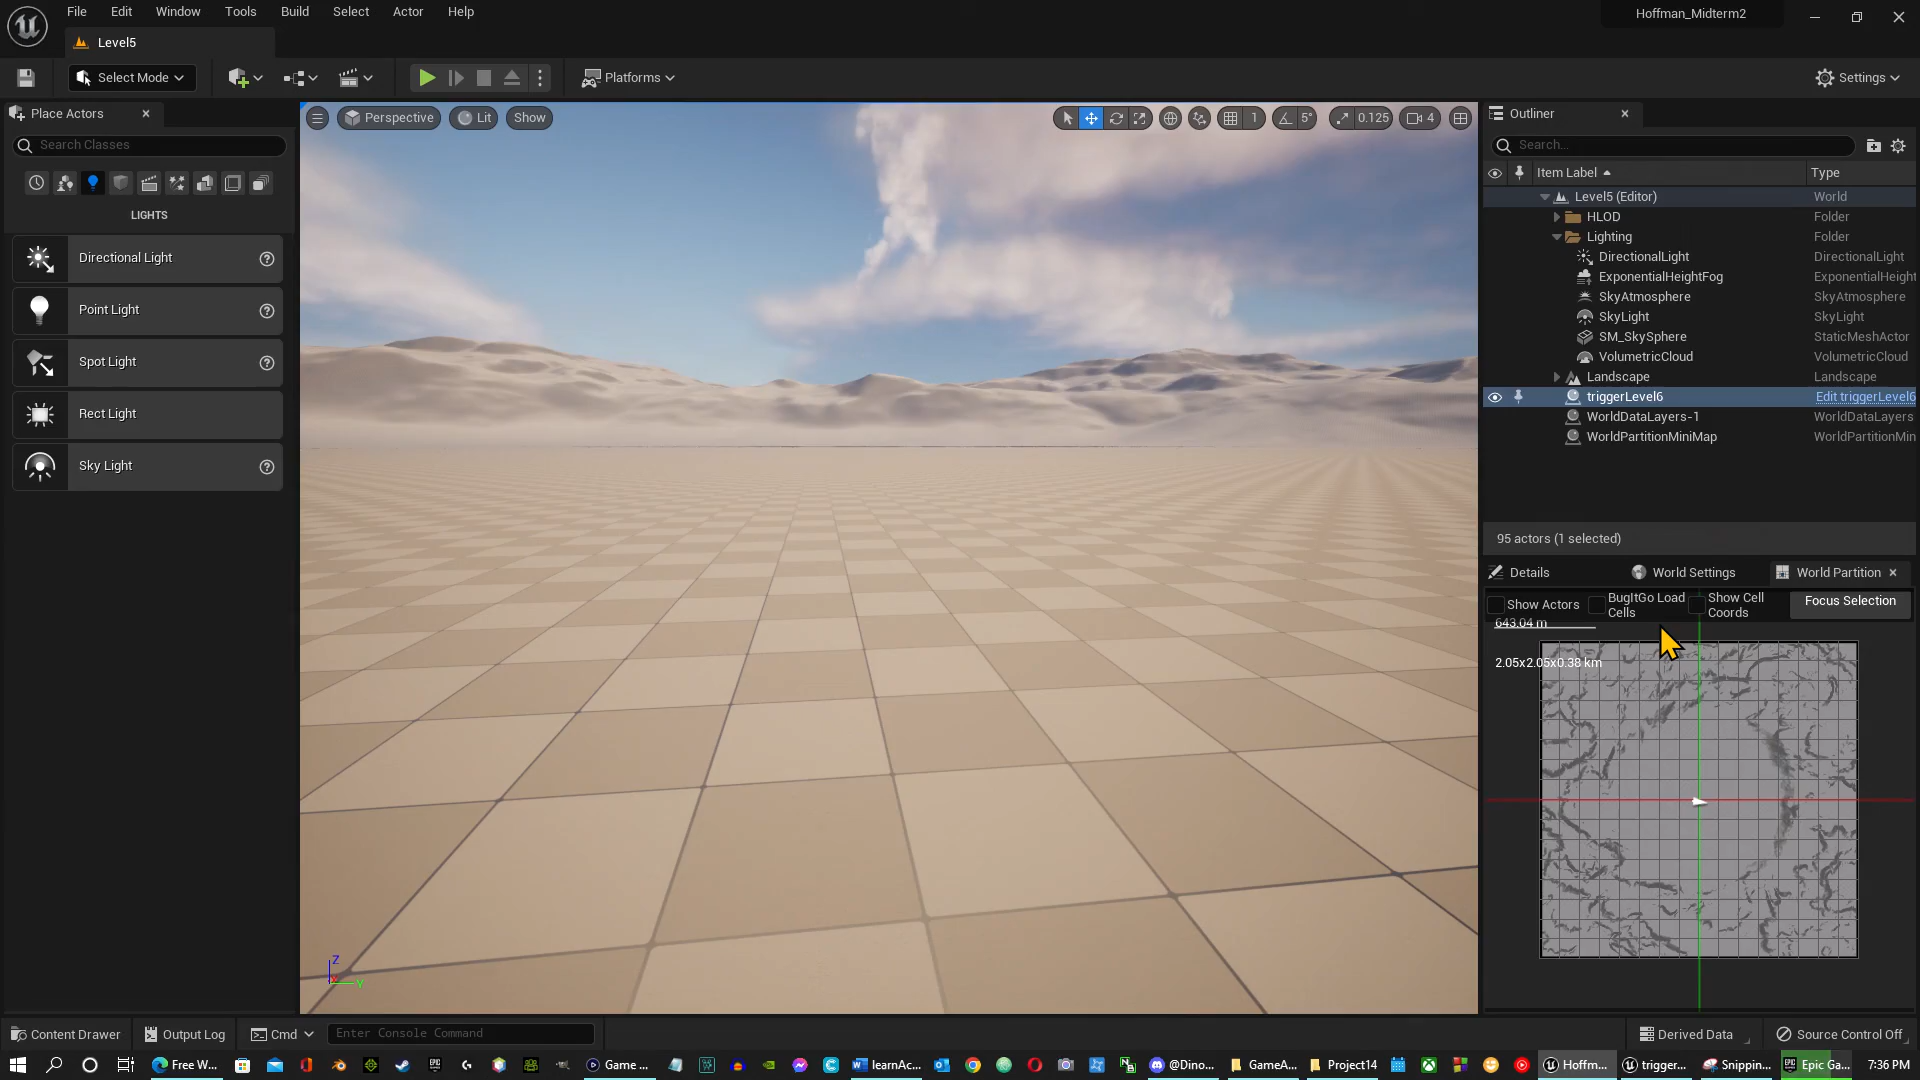 File Edit Window Tools Build Select Actor Help
Hoffman_Midterm2
Level5
Select Mode
Platforms
Settings
Place Actors
Search Classes
LIGHTS
Directional Light
Point Light
Spot Light
Rect Light
Sky Light
Perspective Lit Show
1 5° 0.125 4
Z
Y
Outliner
Search...
Item Label Type
Level5 (Editor) World
HLOD Folder
Lighting Folder
DirectionalLight DirectionalLight
ExponentialHeightFog ExponentialHeight
SkyAtmosphere SkyAtmosphere
SkyLight SkyLight
SM_SkySphere StaticMeshActor
VolumetricCloud VolumetricCloud
Landscape Landscape
triggerLevel6 Edit triggerLevel6
WorldDataLayers-1 WorldDataLayers
WorldPartitionMiniMap WorldPartitionMin
95 actors (1 selected)
Details World Settings World Partition
Show Actors BugItGo Load Cells Show Cell Coords Focus Selection
643.04 m
2.05x2.05x0.38 km
Content Drawer Output Log Cmd Enter Console Command
Derived Data Source Control Off
Free W... Game ... learnAc... @Dino... GameA... Project14 Hoffm... trigger... Snippin... Epic Ga... 7:36 PM